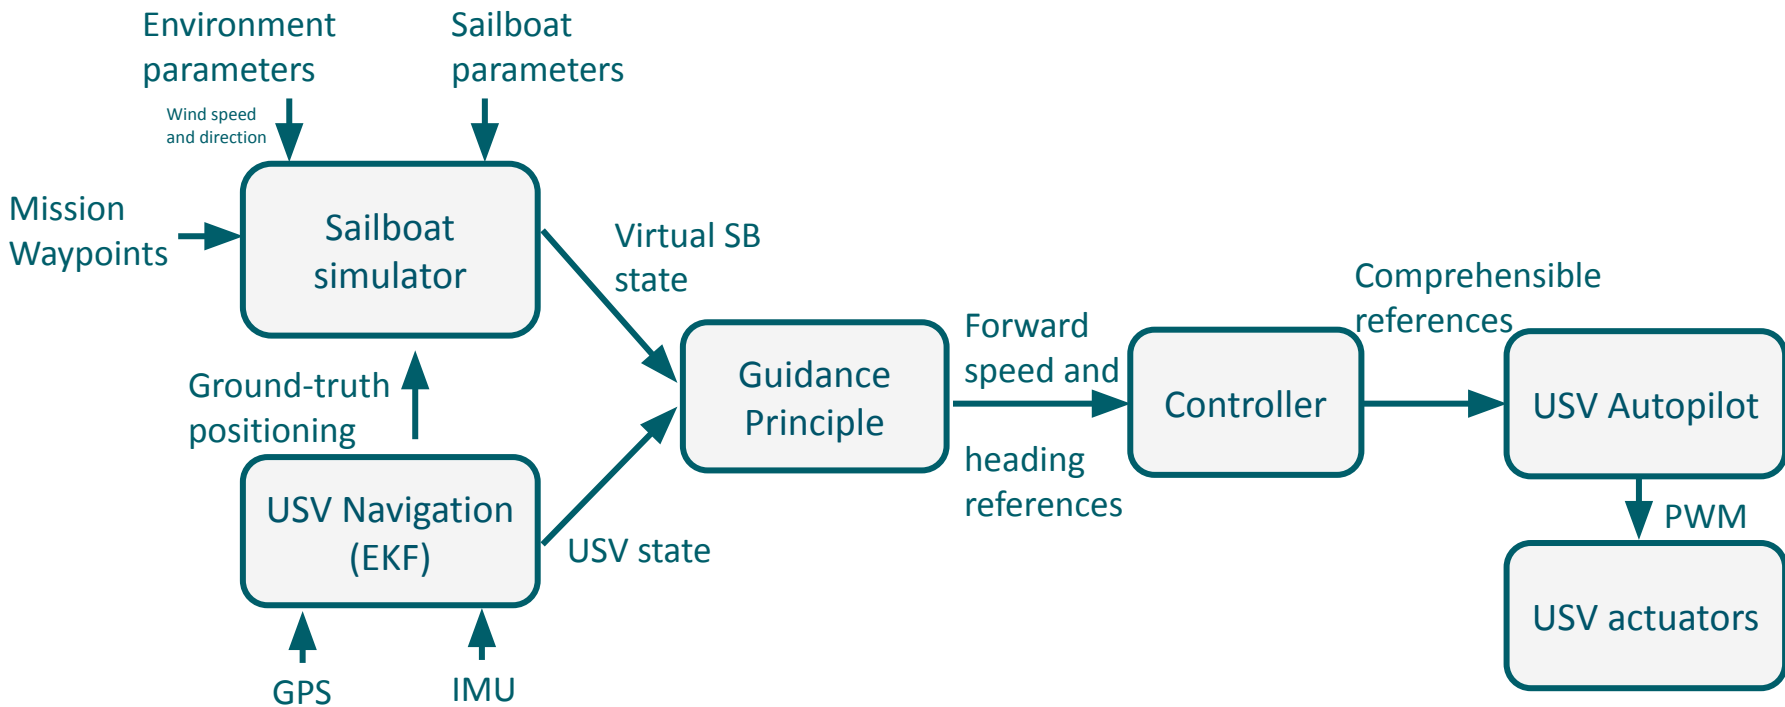 Environment
parameters
Sailboat
parameters
Wind speed
and direction
Mission
Waypoints
Sailboat
simulator
Virtual SB
state
Ground-truth
positioning
USV Navigation
(EKF)
USV state
GPS
IMU
Guidance
Principle
Forward
speed and
heading
references
Controller
Comprehensible
references
USV Autopilot
PWM
USV actuators